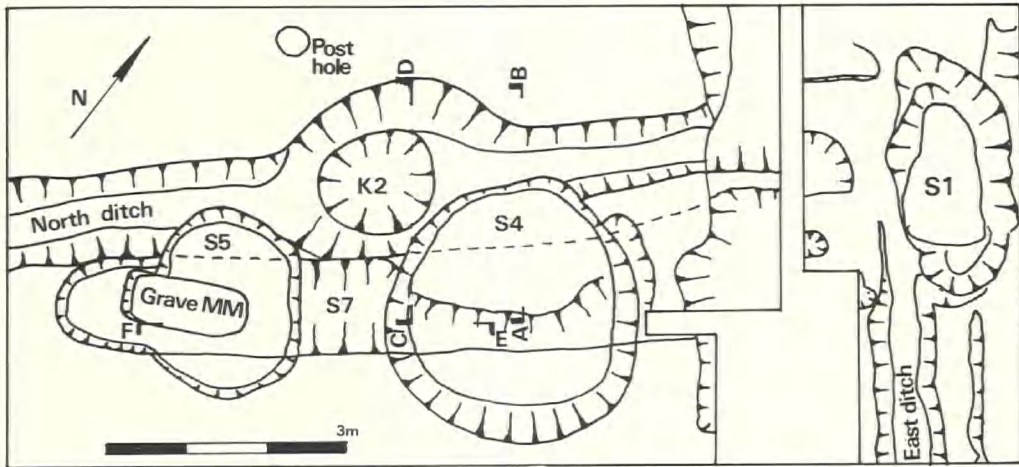 Post
hole
N
D
B
K2
S1
North ditch
S5
S4
Grave MM
S7
F
C
E
A
East ditch
3m